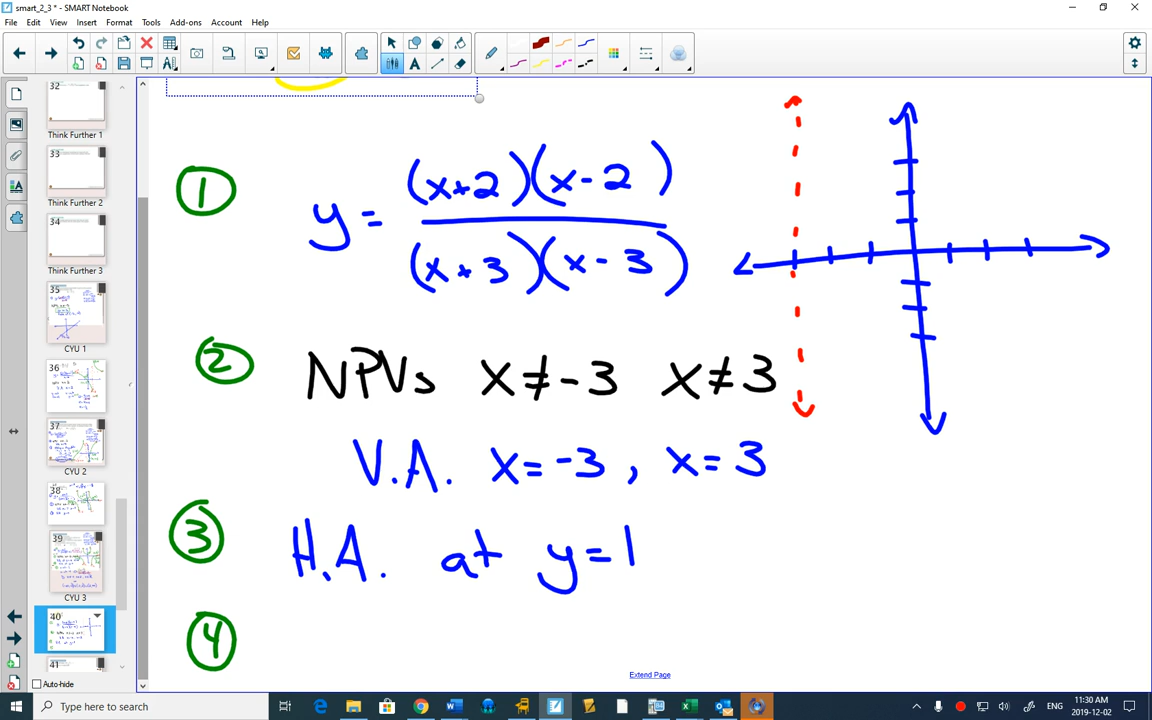 smart_2_3 * - SMART Notebook
File Edit View Insert Format Tools Add-ons Account Help
32
Think Further 1
33
Think Further 2
34
Think Further 3
35
CYU 1
36
37
CYU 2
38
39
CYU 3
40
41
Auto-hide
① y = (x+2)(x-2)
(x+3)(x-3)
② NPVs x ≠ -3 x ≠ 3
V.A. x = -3 , x = 3
③ H.A. at y = 1
④
Extend Page
Type here to search
ENG
11:30 AM
2019-12-02